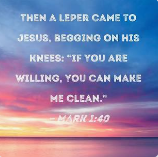 THEN A LEPER CAME TO
JESUS, BEGGING ON HIS
KNEES: "IF YOU ARE
WILLING, YOU CAN MAKE
ME CLEAN."
- MARK 1:40